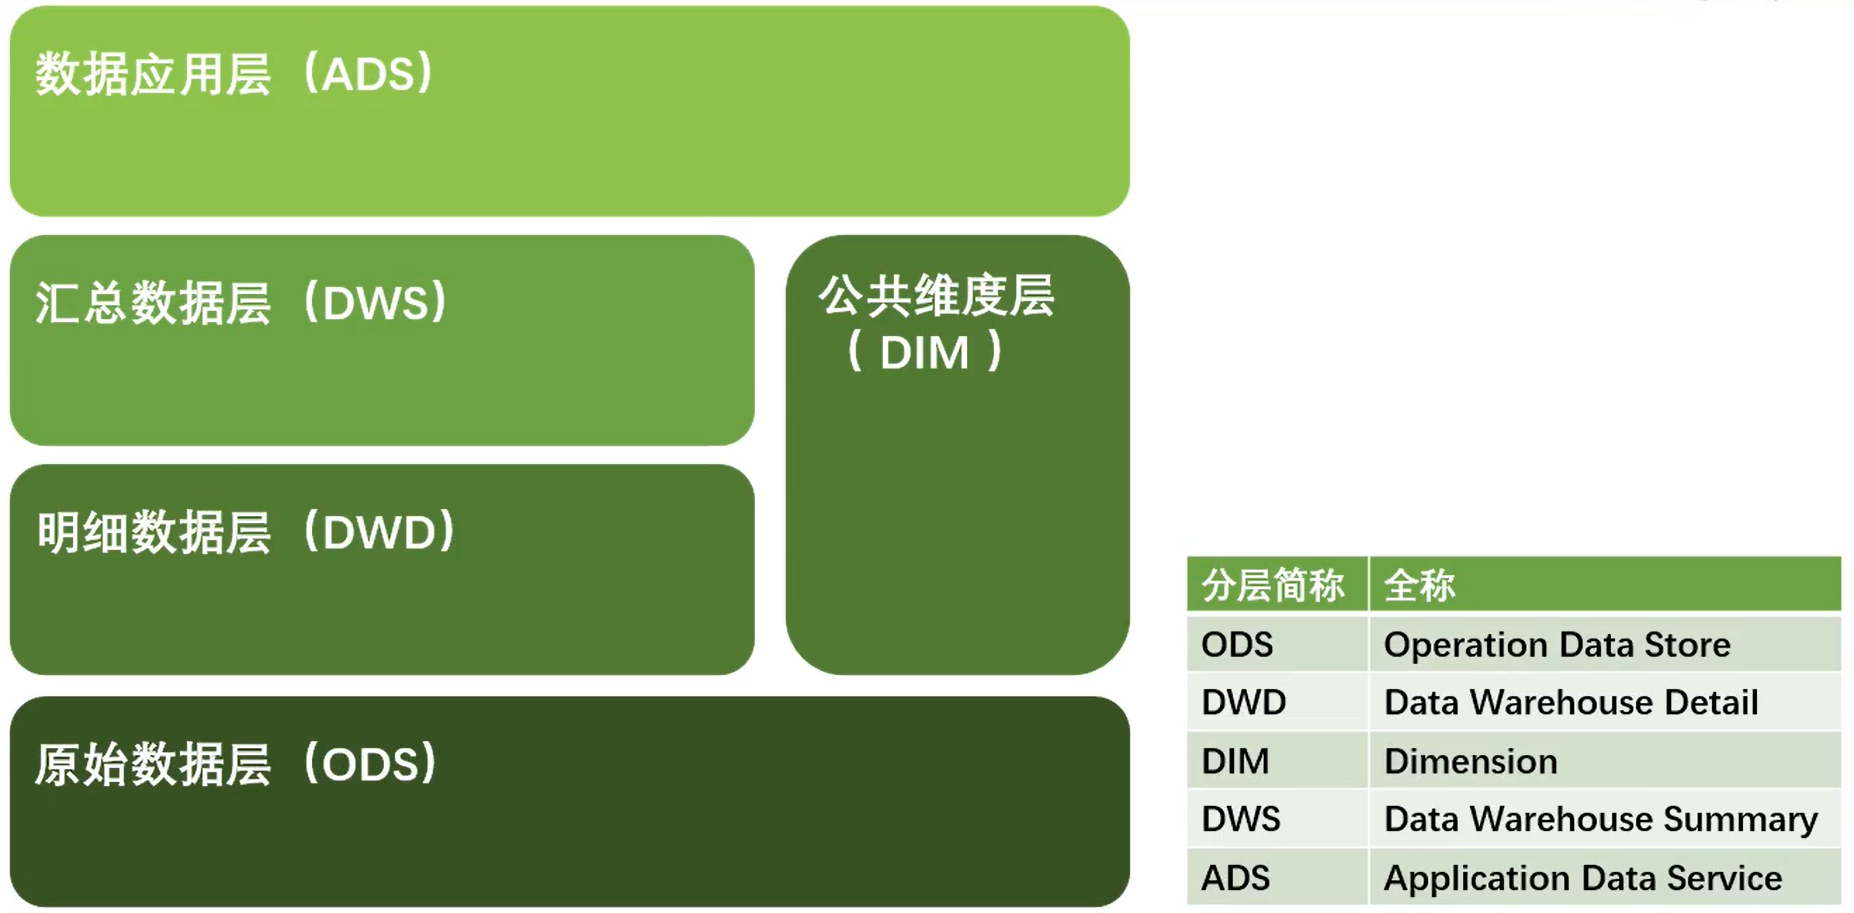 数据应用层（ADS）
汇总数据层（DWS）
公共维度层
（ DIM ）
明细数据层（DWD）
原始数据层（ODS）
分层简称 全称
ODS Operation Data Store
DWD Data Warehouse Detail
DIM Dimension
DWS Data Warehouse Summary
ADS Application Data Service